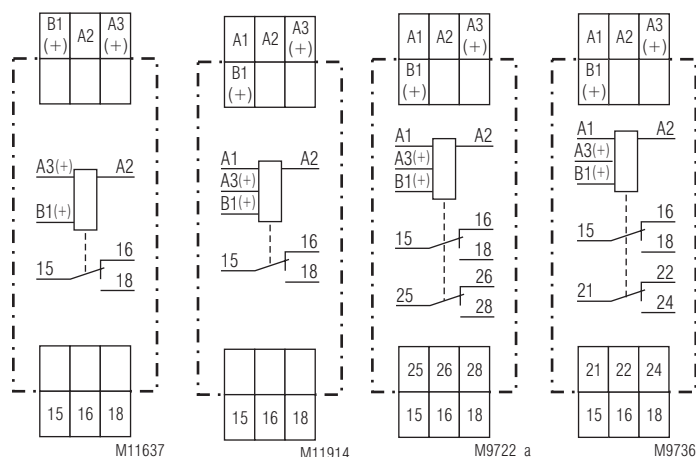 B1 A2 A3
(+) (+)
A3(+) A2
B1(+)
16
15
18
15 16 18
M11637
A1 A2 A3
(+)
B1
(+)
A1 A2
A3(+)
B1(+)
16
15
18
15 16 18
M11914
A1 A2 A3
(+)
B1
(+)
A1 A2
A3(+)
B1(+)
16
15
18
26
25
28
25 26 28
15 16 18
M9722_a
A1 A2 A3
(+)
B1
(+)
A1 A2
A3(+)
B1(+)
16
15
18
22
21
24
21 22 24
15 16 18
M9736